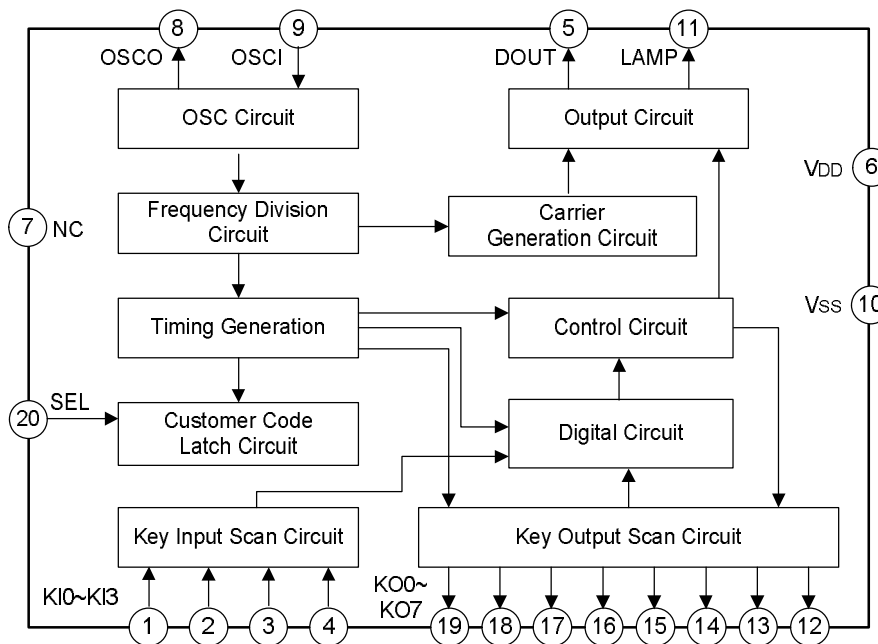 8
9
5
11
OSCO
OSCI
DOUT
LAMP
OSC Circuit
Output Circuit
VDD
6
7
NC
Frequency Division
Circuit
Carrier
Generation Circuit
VSS
10
Timing Generation
Control Circuit
20
SEL
Customer Code
Latch Circuit
Digital Circuit
Key Input Scan Circuit
Key Output Scan Circuit
KI0~KI3
KO0~
KO7
1
2
3
4
19
18
17
16
15
14
13
12